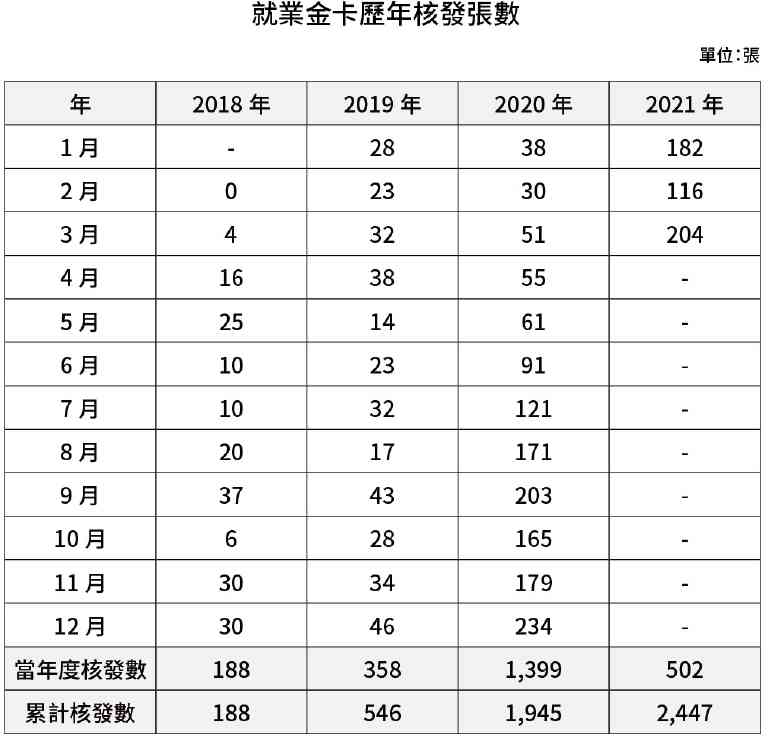 就業金卡歷年核發張數
單位：張
年 2018 年 2019 年 2020 年 2021 年
1 月 - 28 38 182
2 月 0 23 30 116
3 月 4 32 51 204
4 月 16 38 55 -
5 月 25 14 61 -
6 月 10 23 91 -
7 月 10 32 121 -
8 月 20 17 171 -
9 月 37 43 203 -
10 月 6 28 165 -
11 月 30 34 179 -
12 月 30 46 234 -
當年度核發數 188 358 1,399 502
累計核發數 188 546 1,945 2,447